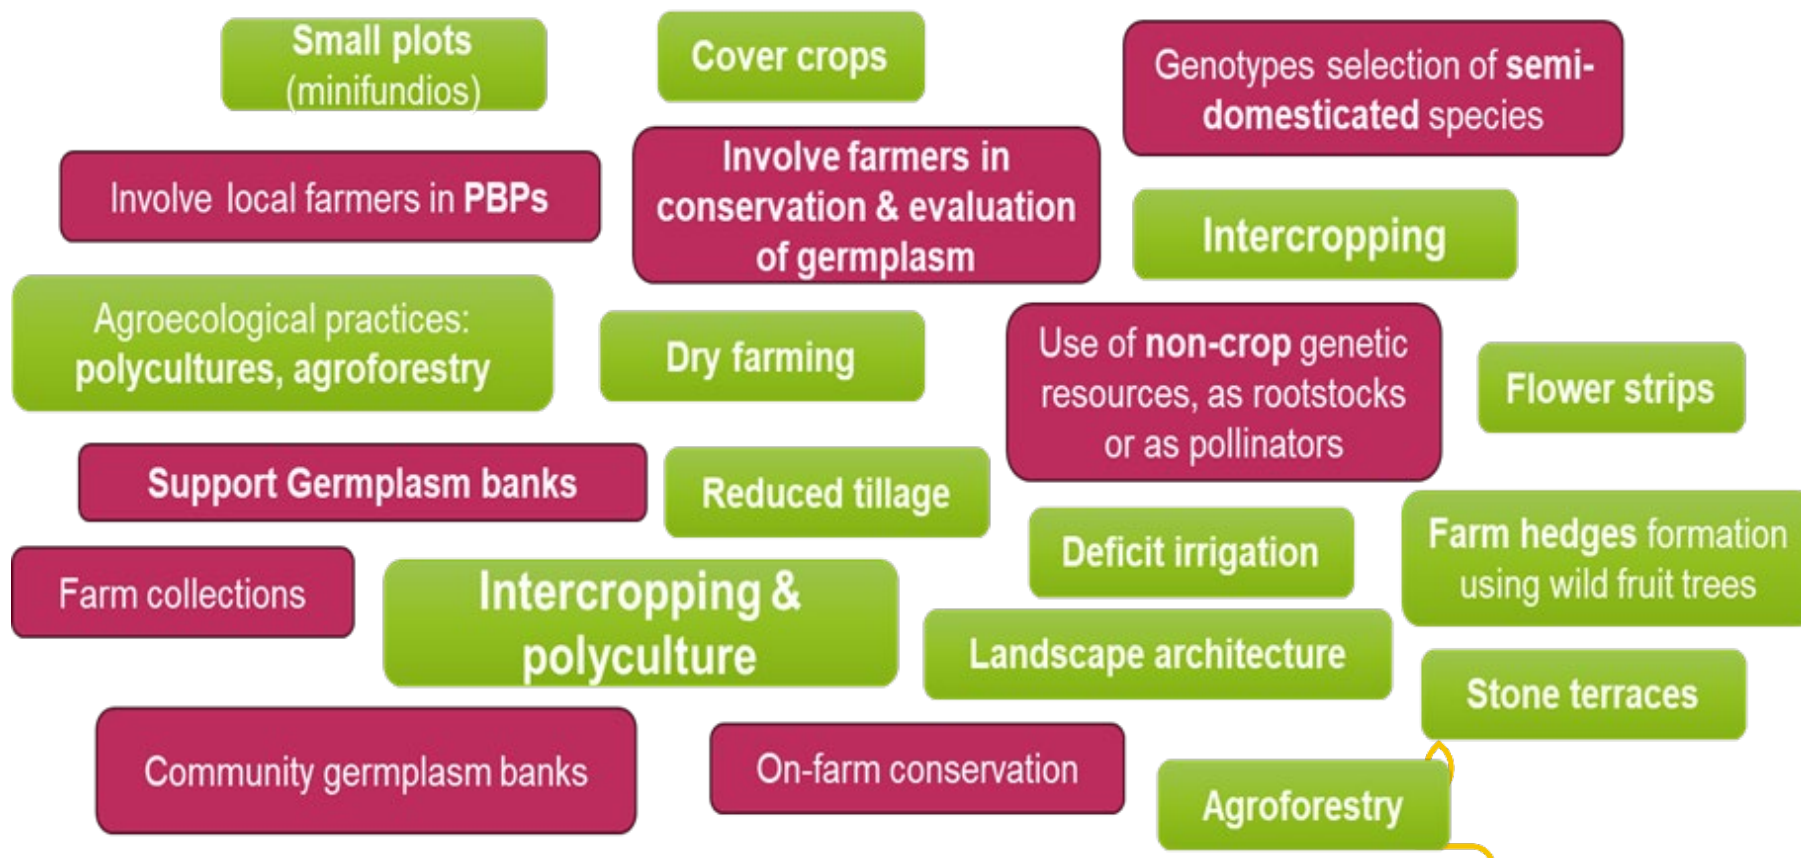 Small plots
(minifundios)
Cover crops
Genotypes selection of semi-
domesticated species
Involve local farmers in PBPs
Involve farmers in
conservation & evaluation
of germplasm
Intercropping
Agroecological practices:
polycultures, agroforestry
Dry farming
Use of non-crop genetic
resources, as rootstocks
or as pollinators
Flower strips
Support Germplasm banks
Reduced tillage
Deficit irrigation
Farm hedges formation
using wild fruit trees
Farm collections
Intercropping &
polyculture
Landscape architecture
Stone terraces
Community germplasm banks
On-farm conservation
Agroforestry